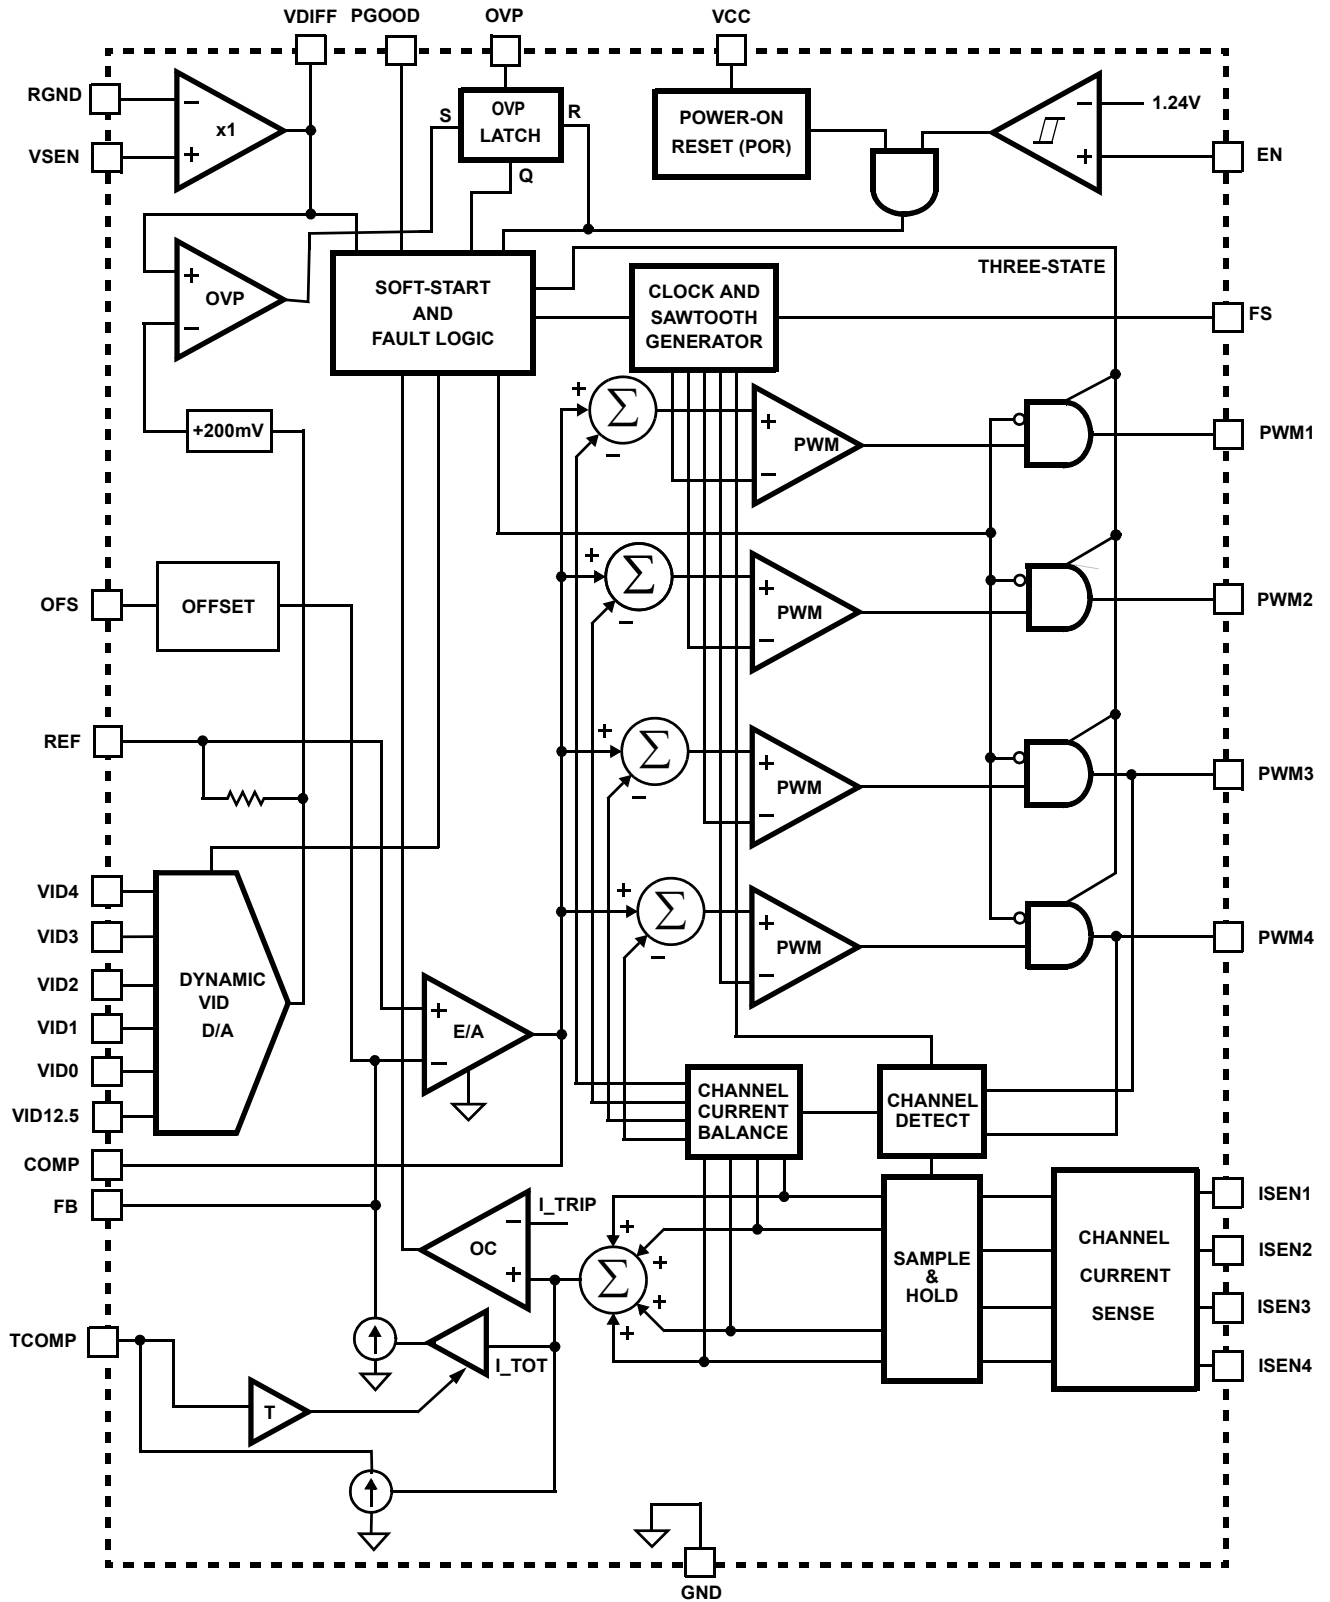 VDIFF PGOOD OVP VCC
RGND
VSEN
−
x1
+
S
OVP
LATCH
R
Q
POWER-ON
RESET (POR)
−
1.24V
+
EN
+
OVP
−
SOFT-START
AND
FAULT LOGIC
CLOCK AND
SAWTOOTH
GENERATOR
THREE-STATE
FS
+200mV
+
Σ
−
+
PWM
−
PWM1
OFS
OFFSET
+
Σ
−
+
PWM
−
PWM2
REF
+
Σ
−
+
PWM
−
PWM3
VID4
VID3
VID2
VID1
VID0
VID12.5
DYNAMIC
VID
D/A
+
Σ
−
+
PWM
−
PWM4
+
E/A
−
CHANNEL
CURRENT
BALANCE
CHANNEL
DETECT
COMP
FB
−
I_TRIP
OC
+
+
+
Σ
+
+
SAMPLE
&
HOLD
CHANNEL
CURRENT
SENSE
ISEN1
ISEN2
ISEN3
ISEN4
TCOMP
I_TOT
T
GND